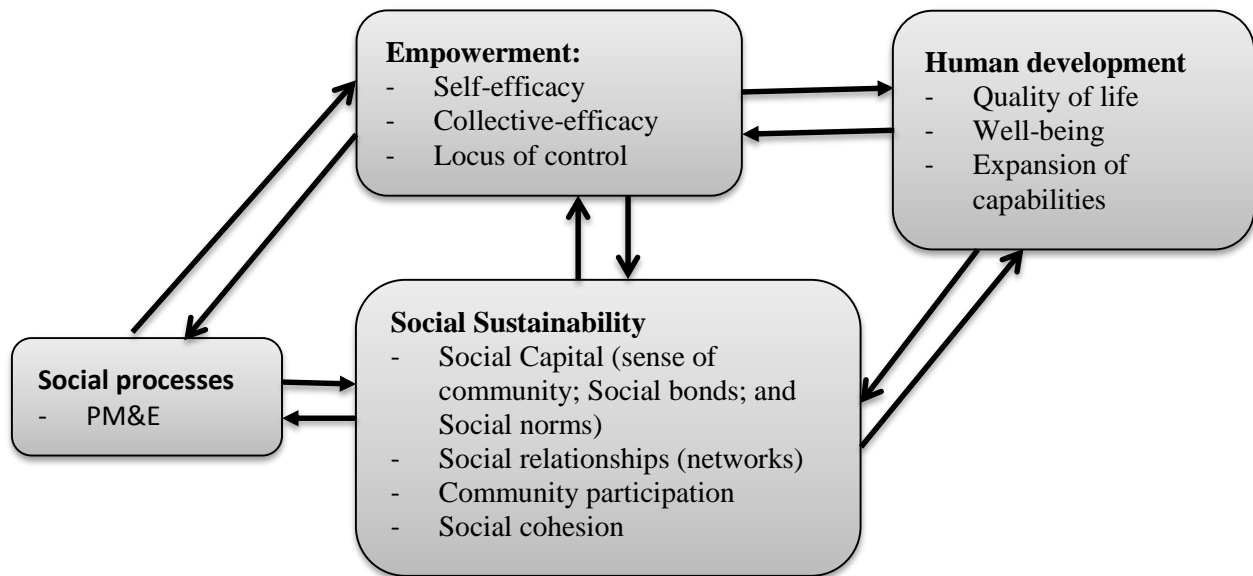 Empowerment:
- Self-efficacy
- Collective-efficacy
- Locus of control
Human development
- Quality of life
- Well-being
- Expansion of
capabilities
Social processes
- PM&E
Social Sustainability
- Social Capital (sense of
community; Social bonds; and
Social norms)
- Social relationships (networks)
- Community participation
- Social cohesion